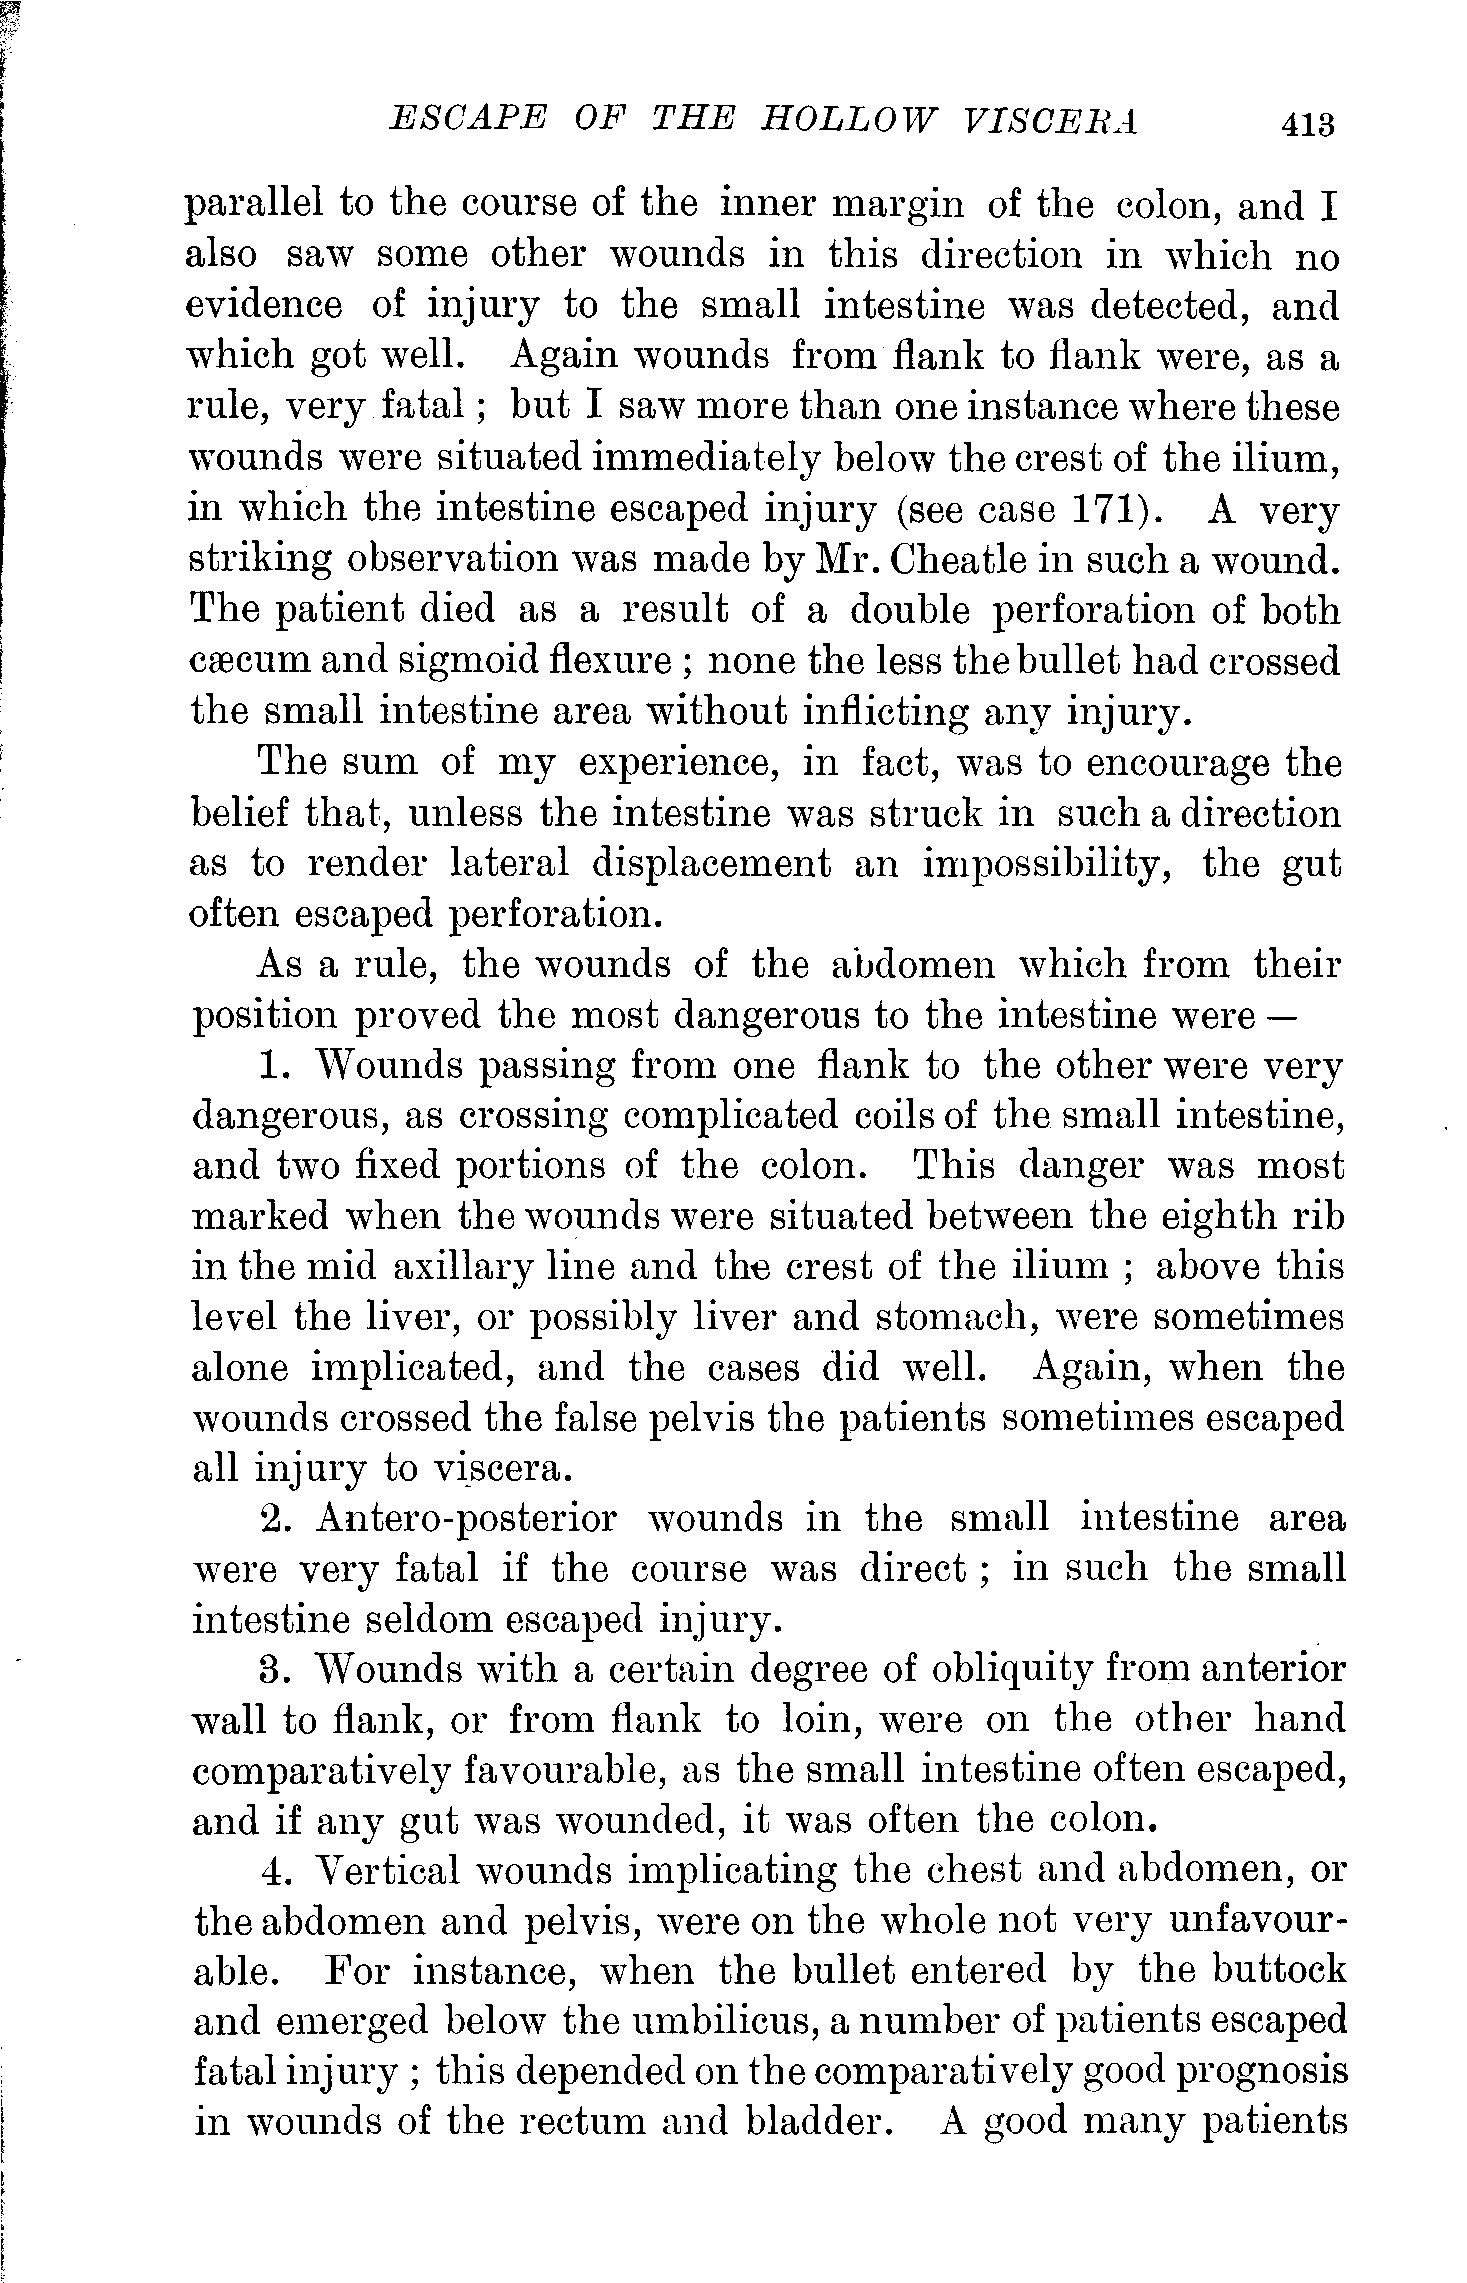 ESCAPE OF THE HOLLOW VISCERA 413
parallel to the course of the inner margin of the colon, and I
also saw some other wounds in this direction in which no
evidence of injury to the small intestine was detected, and
which got well. Again wounds from flank to flank were, as a
rule, very fatal ; but I saw more than one instance where these
wounds were situated immediately below the crest of the ilium,
in which the intestine escaped injury (see case 171). A very
striking observation was made by Mr. Cheatle in such a wound.
The patient died as a result of a double perforation of both
cæcum and sigmoid flexure ; none the less the bullet had crossed
the small intestine area without inflicting any injury.
The sum of my experience, in fact, was to encourage the
belief that, unless the intestine was struck in such a direction
as to render lateral displacement an impossibility, the gut
often escaped perforation.
As a rule, the wounds of the abdomen which from their
position proved the most dangerous to the intestine were —
1. Wounds passing from one flank to the other were very
dangerous, as crossing complicated coils of the small intestine,
and two fixed portions of the colon. This danger was most
marked when the wounds were situated between the eighth rib
in the mid axillary line and the crest of the ilium ; above this
level the liver, or possibly liver and stomach, were sometimes
alone implicated, and the cases did well. Again, when the
wounds crossed the false pelvis the patients sometimes escaped
all injury to viscera.
2. Antero-posterior wounds in the small intestine area
were very fatal if the course was direct ; in such the small
intestine seldom escaped injury.
3. Wounds with a certain degree of obliquity from anterior
wall to flank, or from flank to loin, were on the other hand
comparatively favourable, as the small intestine often escaped,
and if any gut was wounded, it was often the colon.
4. Vertical wounds implicating the chest and abdomen, or
the abdomen and pelvis, were on the whole not very unfavour-
able. For instance, when the bullet entered by the buttock
and emerged below the umbilicus, a number of patients escaped
fatal injury ; this depended on the comparatively good prognosis
in wounds of the rectum and bladder. A good many patients